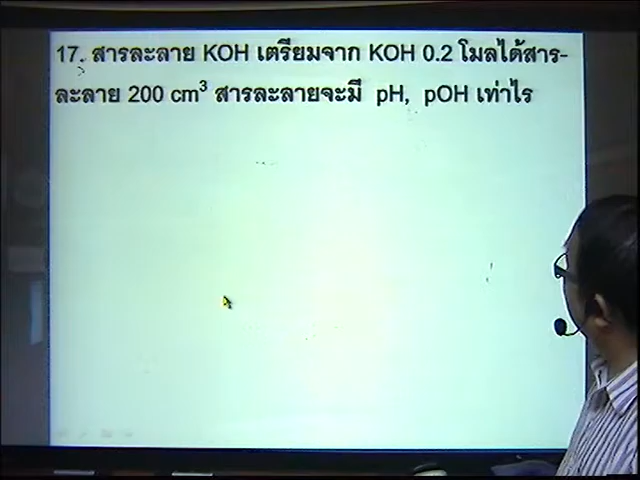 17. สารละลาย KOH เตรียมจาก KOH 0.2 โมลได้สาร-
ละลาย 200 cm³ สารละลายจะมี pH, pOH เท่าไร